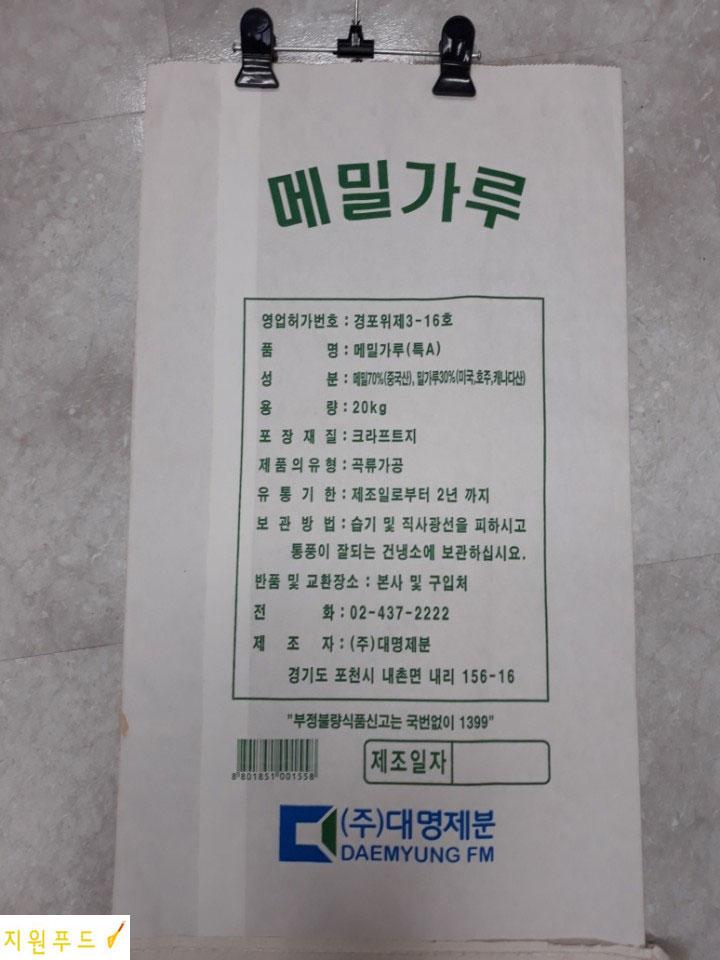 메밀가루
영업허가번호 : 경포위제3-16호
품 명 : 메밀가루(특A)
성 분 : 메밀70%(중국산), 밀가루30%(미국,호주,캐나다산)
용 량 : 20kg
포 장 재 질 : 크라프트지
제품의유형 : 곡류가공
유 통 기 한 : 제조일로부터 2년 까지
보 관 방 법 : 습기 및 직사광선을 피하시고
통풍이 잘되는 건냉소에 보관하십시요.
반품 및 교환장소 : 본사 및 구입처
전 화 : 02-437-2222
제 조 자 : (주)대명제분
경기도 포천시 내촌면 내리 156-16
"부정불량식품신고는 국번없이 1399"
8 801851 001558
제조일자
(주)대명제분
DAEMYUNG FM
지원푸드